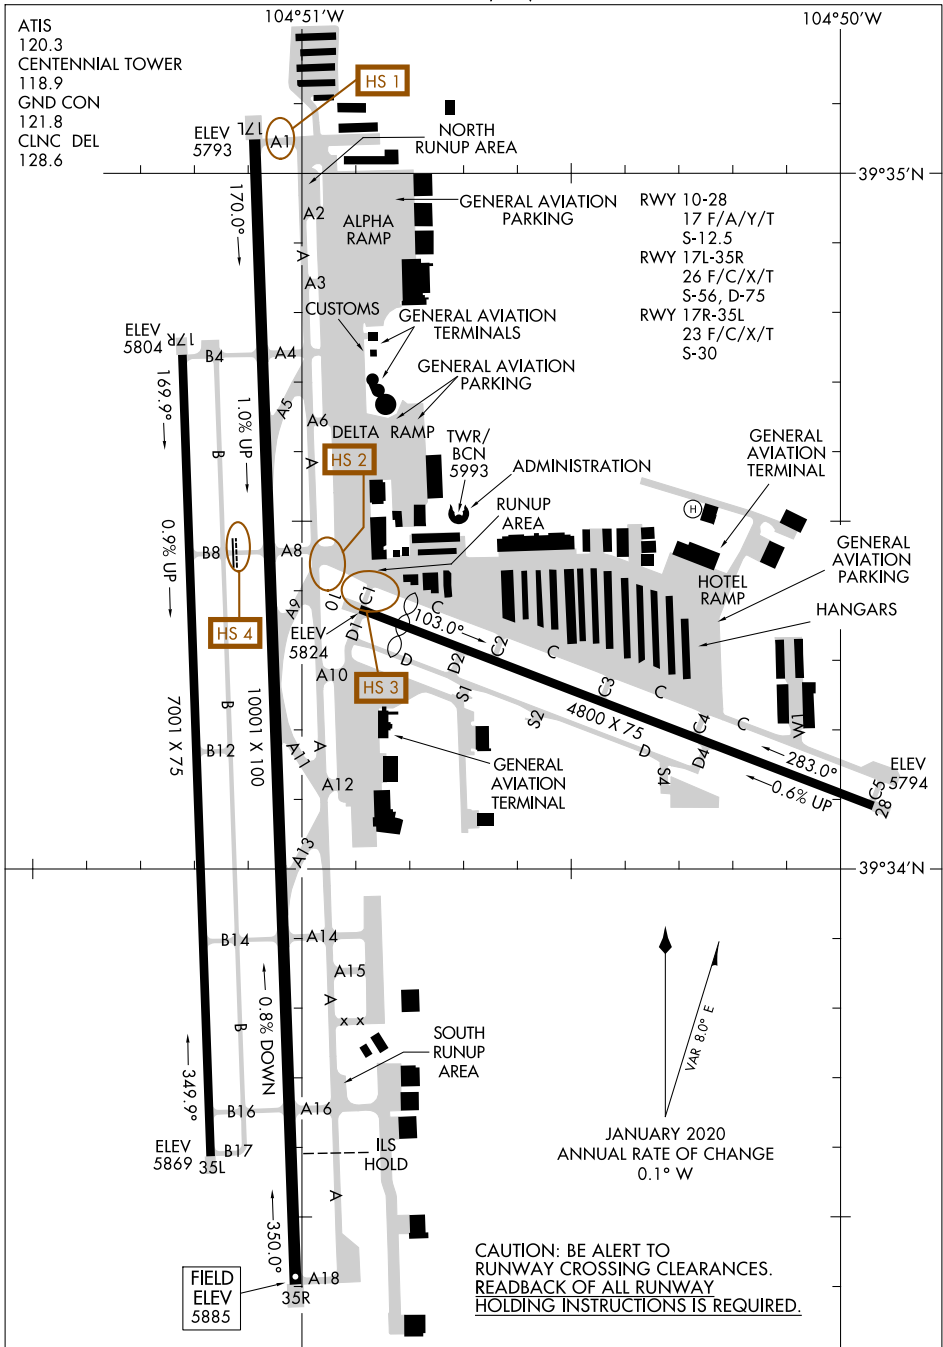 104°51'W
104°50'W
ATIS
120.3
CENTENNIAL TOWER
118.9
GND CON
121.8
CLNC DEL
128.6
HS 1
ELEV
5793
17L
A1
NORTH
RUNUP AREA
39°35'N
170.0°
A2
ALPHA
RAMP
GENERAL AVIATION
PARKING
RWY 10-28
17 F/A/Y/T
S-12.5
RWY 17L-35R
26 F/C/X/T
S-56, D-75
RWY 17R-35L
23 F/C/X/T
S-30
A
A3
CUSTOMS
GENERAL AVIATION
TERMINALS
ELEV
5804
17R
B4
A4
GENERAL AVIATION
PARKING
169.9°
1.0% UP
A5
A6
DELTA RAMP
TWR/
BCN
5993
ADMINISTRATION
GENERAL
AVIATION
TERMINAL
B
A
HS 2
RUNUP
AREA
H
0.9% UP
B8
A8
GENERAL
AVIATION
PARKING
HOTEL
RAMP
HANGARS
A9
10
C1
C
103.0°
HS 4
ELEV
5824
D1
D
D2
C2
C
A10
HS 3
S1
C3
C
7001 X 75
B
10001 X 100
S2
4800 X 75
C4
C
W1
B12
A11
A
D
D4
283.0°
ELEV
5794
A12
GENERAL
AVIATION
TERMINAL
S4
0.6% UP
C5
28
A13
39°34'N
B14
A14
A15
B
0.8% DOWN
A
x x
VAR 8.0° E
SOUTH
RUNUP
AREA
349.9°
B16
A16
JANUARY 2020
ANNUAL RATE OF CHANGE
0.1° W
ELEV
5869
35L
B17
ILS
HOLD
A
350.0°
CAUTION: BE ALERT TO
RUNWAY CROSSING CLEARANCES.
READBACK OF ALL RUNWAY
HOLDING INSTRUCTIONS IS REQUIRED.
FIELD
ELEV
5885
A18
35R